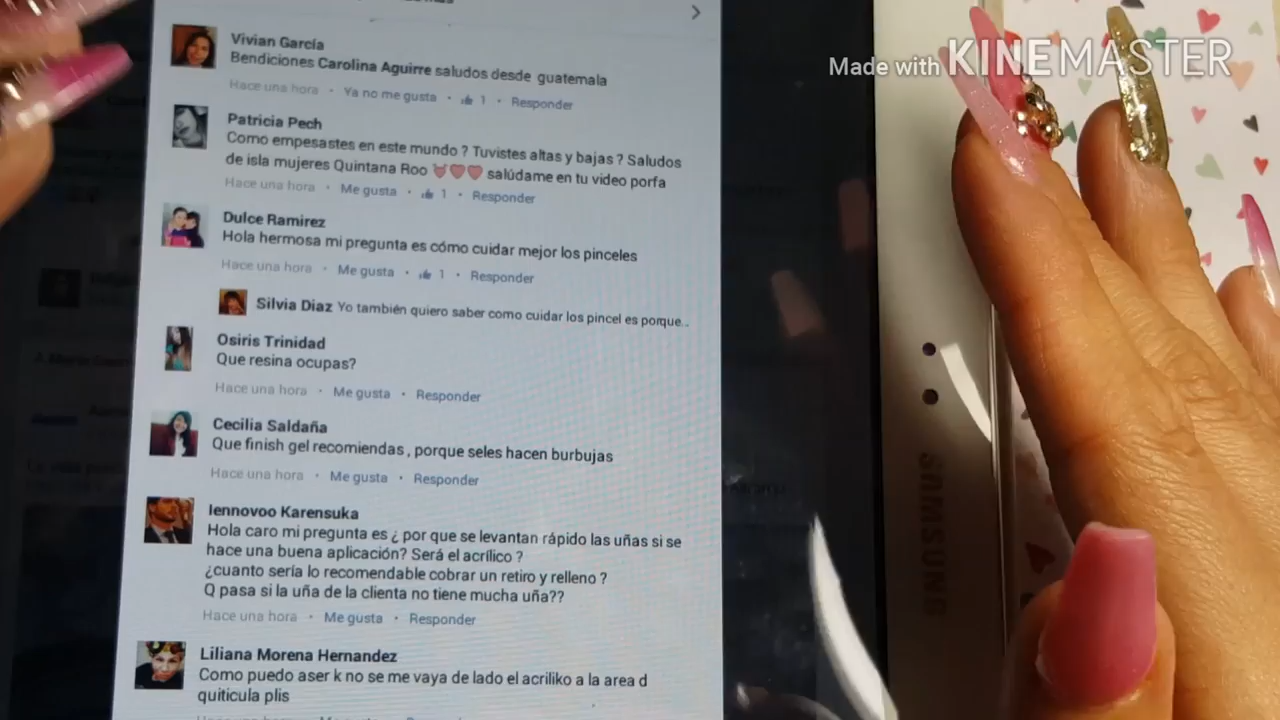 Made with KINEMASTER
Vivian García
Bendiciones Carolina Aguirre saludos desde guatemala
Hace una hora · Ya no me gusta · 1 · Responder
Patricia Pech
Como empesastes en este mundo ? Tuvistes altas y bajas ? Saludos
de isla mujeres Quintana Roo salúdame en tu video porfa
Hace una hora · Me gusta · 1 · Responder
Dulce Ramirez
Hola hermosa mi pregunta es cómo cuidar mejor los pinceles
Hace una hora · Me gusta · 1 · Responder
Silvia Diaz Yo también quiero saber como cuidar los pincel es porque...
Osiris Trinidad
Que resina ocupas?
Hace una hora · Me gusta · Responder
Cecilia Saldaña
Que finish gel recomiendas , porque seles hacen burbujas
Hace una hora · Me gusta · Responder
Iennovoo Karensuka
Hola caro mi pregunta es ¿ por que se levantan rápido las uñas si se
hace una buena aplicación? Será el acrílico ?
¿cuanto sería lo recomendable cobrar un retiro y relleno ?
Q pasa si la uña de la clienta no tiene mucha uña??
Hace una hora · Me gusta · Responder
Liliana Morena Hernandez
Como puedo aser k no se me vaya de lado el acriliko a la area d
quiticula plis
SAMSUNG